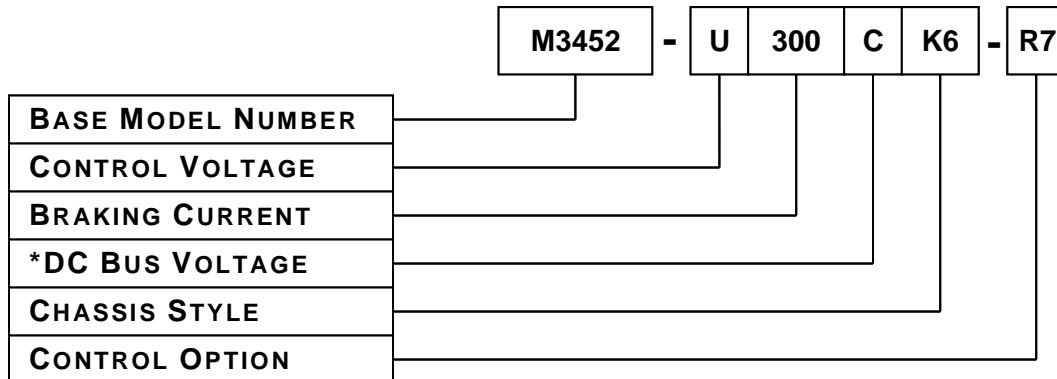 M3452 - U 300 C K6 - R7
BASE MODEL NUMBER
CONTROL VOLTAGE
BRAKING CURRENT
*DC BUS VOLTAGE
CHASSIS STYLE
CONTROL OPTION